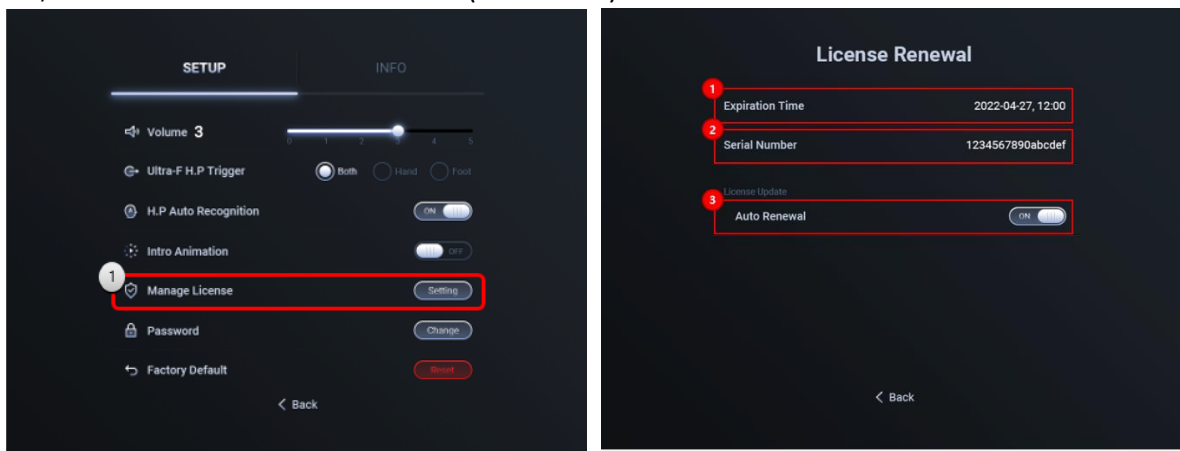 SETUP INFO
Volume 3
0 1 2 3 4 5
Ultra-F H.P Trigger Both Hand Foot
H.P Auto Recognition ON
Intro Animation OFF
1
Manage License Setting
Password Change
Factory Default Reset
< Back
License Renewal
1
Expiration Time 2022-04-27, 12:00
2
Serial Number 1234567890abcdef
License Update
3
Auto Renewal ON
< Back